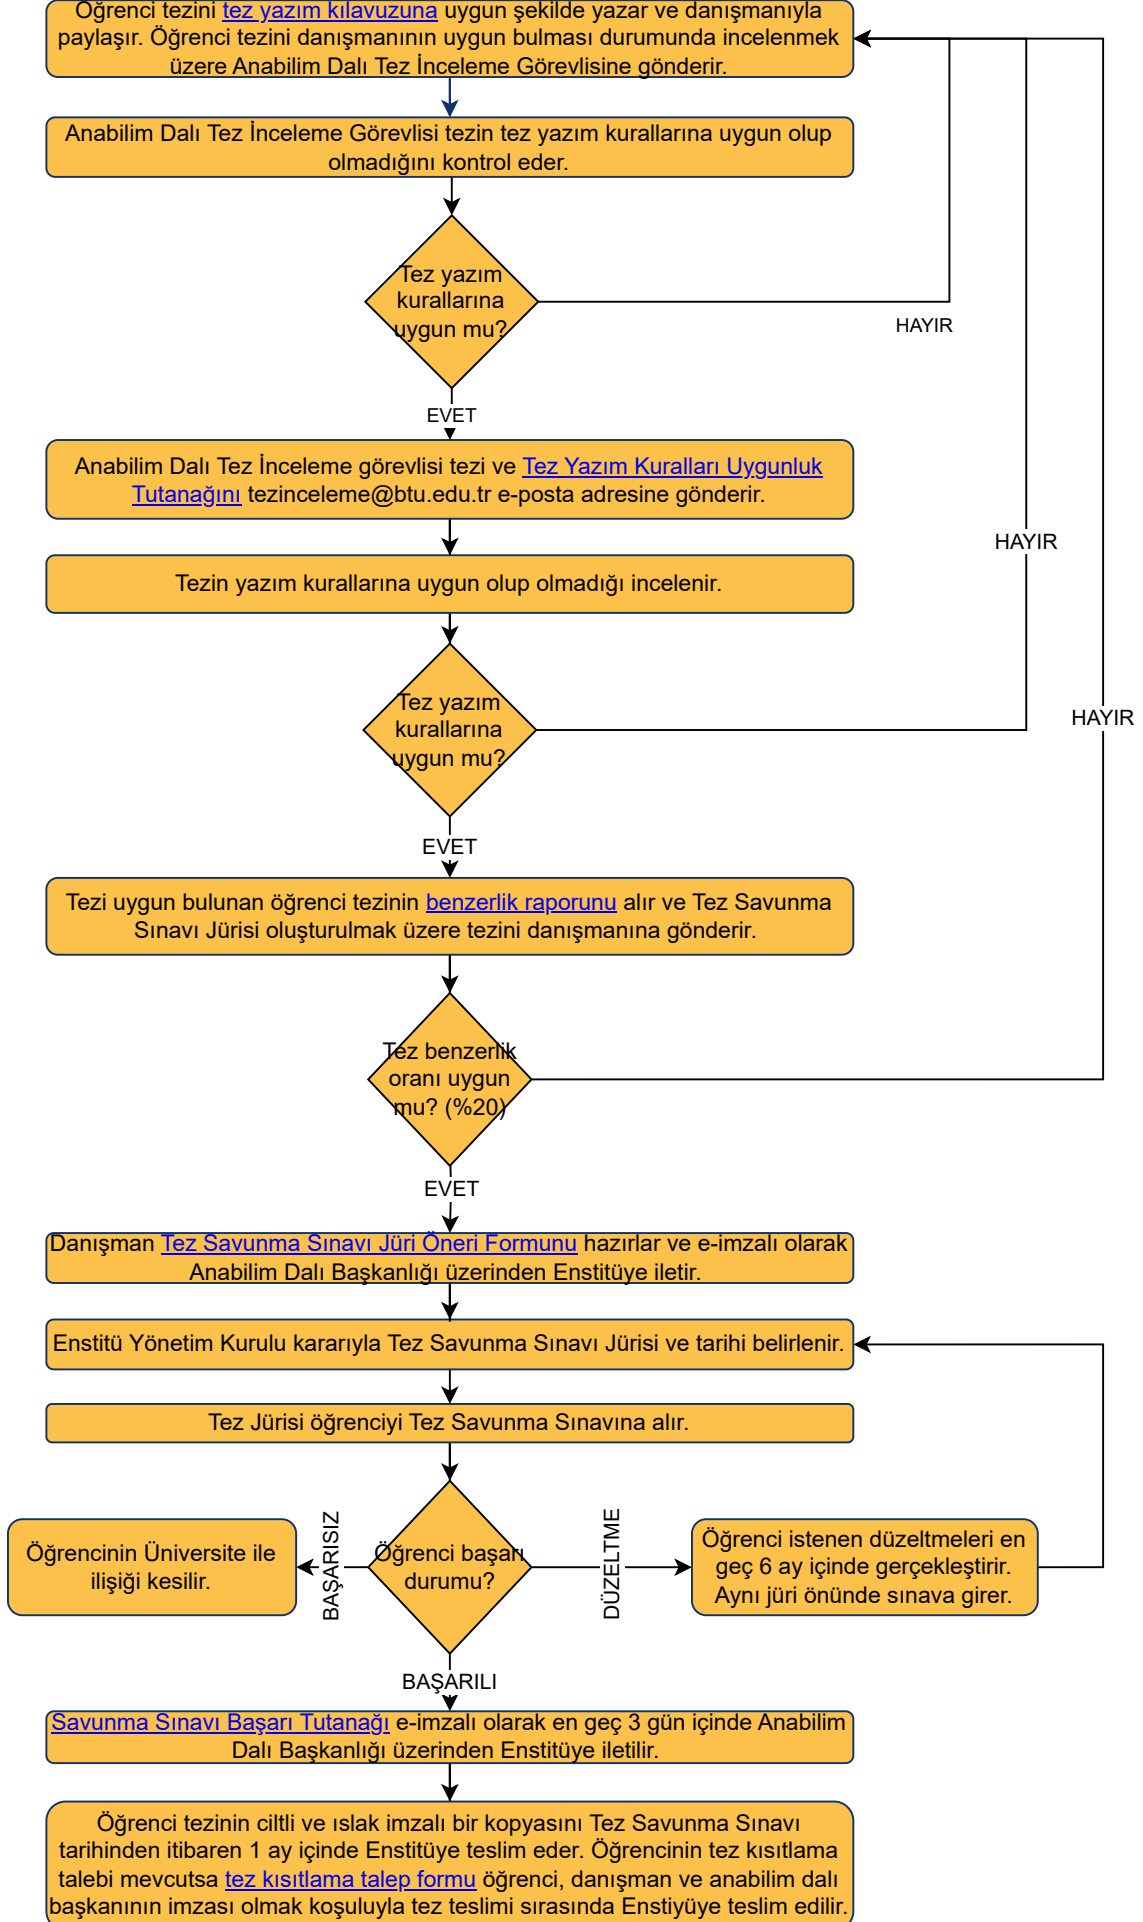 Öğrenci tezini tez yazım kılavuzuna uygun şekilde yazar ve danışmanıyla
paylaşır. Öğrenci tezini danışmanının uygun bulması durumunda incelenmek
üzere Anabilim Dalı Tez İnceleme Görevlisine gönderir.
Anabilim Dalı Tez İnceleme Görevlisi tezin tez yazım kurallarına uygun olup
olmadığını kontrol eder.
Tez yazım
kurallarına
uygun mu?
HAYIR
EVET
Anabilim Dalı Tez İnceleme görevlisi tezi ve Tez Yazım Kuralları Uygunluk
Tutanağını tezinceleme@btu.edu.tr e-posta adresine gönderir.
HAYIR
Tezin yazım kurallarına uygun olup olmadığı incelenir.
Tez yazım
kurallarına
uygun mu?
HAYIR
EVET
Tezi uygun bulunan öğrenci tezinin benzerlik raporunu alır ve Tez Savunma
Sınavı Jürisi oluşturulmak üzere tezini danışmanına gönderir.
Tez benzerlik
oranı uygun
mu? (%20)
EVET
Danışman Tez Savunma Sınavı Jüri Öneri Formunu hazırlar ve e-imzalı olarak
Anabilim Dalı Başkanlığı üzerinden Enstitüye iletir.
Enstitü Yönetim Kurulu kararıyla Tez Savunma Sınavı Jürisi ve tarihi belirlenir.
Tez Jürisi öğrenciyi Tez Savunma Sınavına alır.
Öğrencinin Üniversite ile
ilişiği kesilir.
BAŞARISIZ
Öğrenci başarı
durumu?
DÜZELTME
Öğrenci istenen düzeltmeleri en
geç 6 ay içinde gerçekleştirir.
Aynı jüri önünde sınava girer.
BAŞARILI
Savunma Sınavı Başarı Tutanağı e-imzalı olarak en geç 3 gün içinde Anabilim
Dalı Başkanlığı üzerinden Enstitüye iletilir.
Öğrenci tezinin ciltli ve ıslak imzalı bir kopyasını Tez Savunma Sınavı
tarihinden itibaren 1 ay içinde Enstitüye teslim eder. Öğrencinin tez kısıtlama
talebi mevcutsa tez kısıtlama talep formu öğrenci, danışman ve anabilim dalı
başkanının imzası olmak koşuluyla tez teslimi sırasında Enstiyüye teslim edilir.